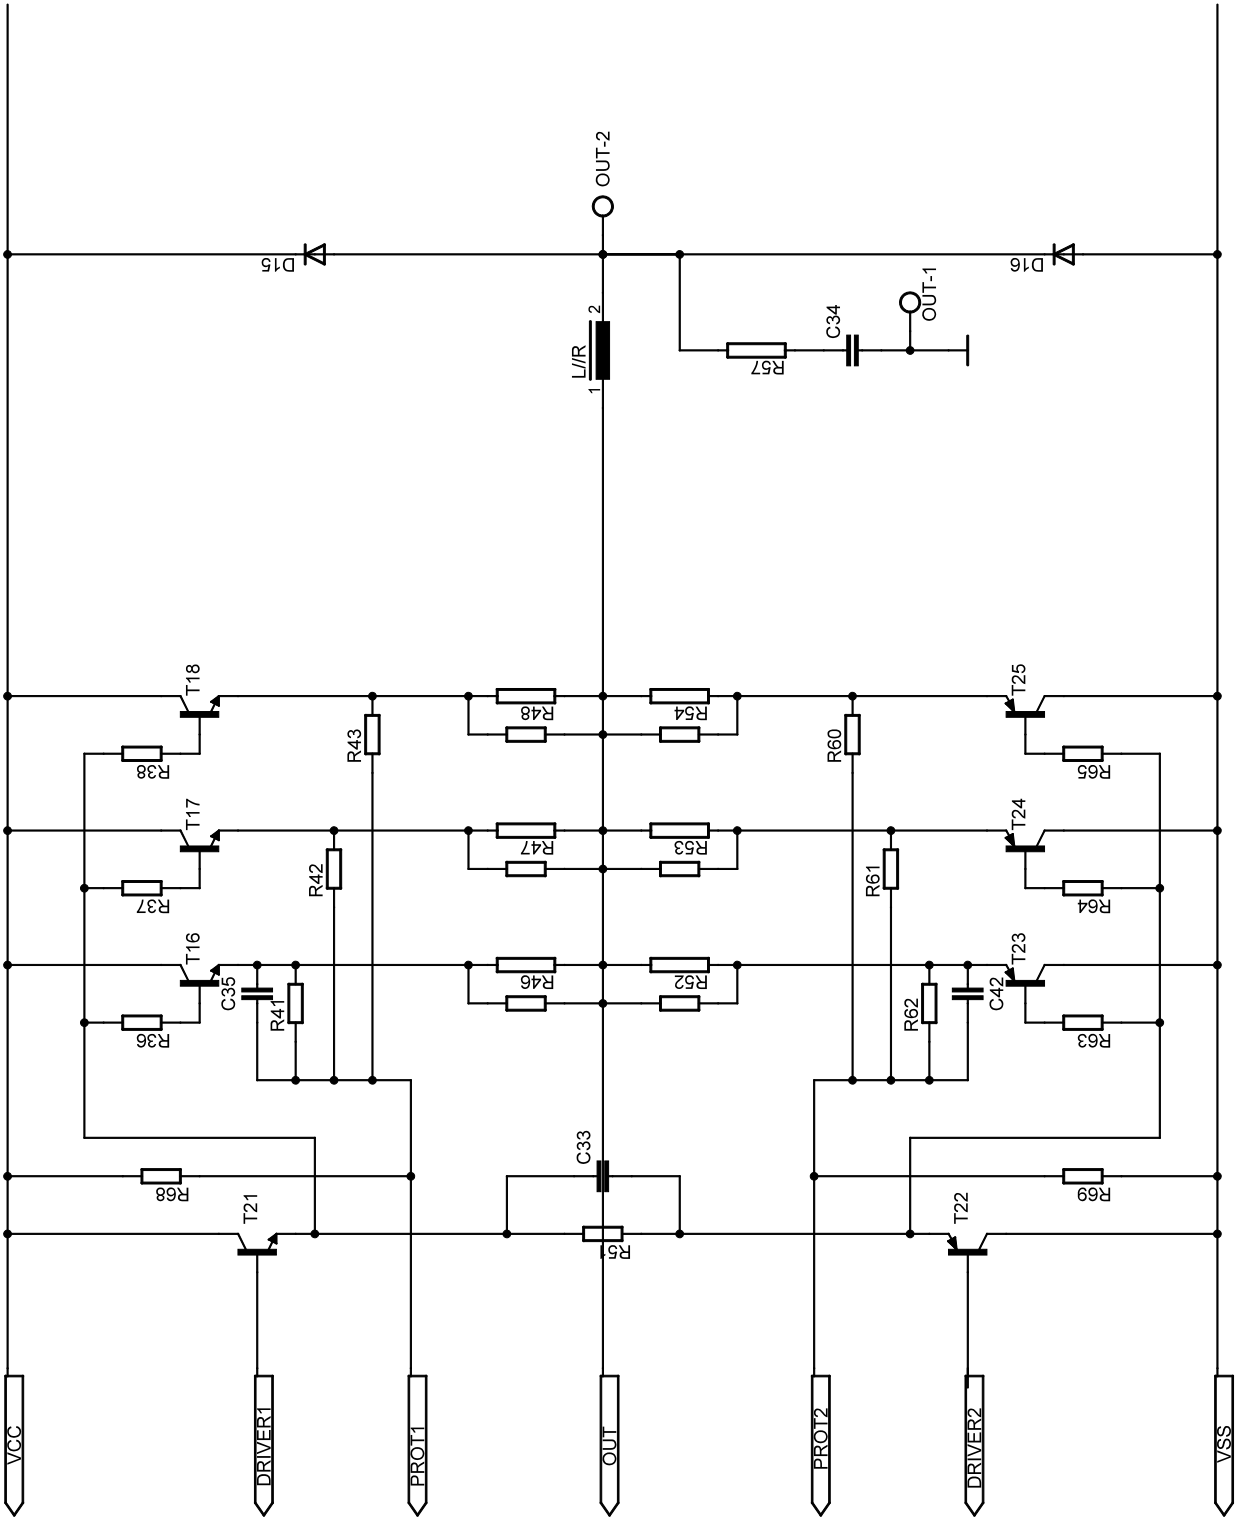 OUT-2
D15
D16
OUT-1
C34
2
L//R
R57
1
T18
T25
R48
R54
R43
R60
R38
R65
T17
T24
R47
R53
R42
R61
R37
R64
T16
T23
C35
R46
R52
C42
R41
R62
R36
R63
C33
R68
R69
T21
T22
R51
VCC
DRIVER1
PROT1
OUT
PROT2
DRIVER2
VSS